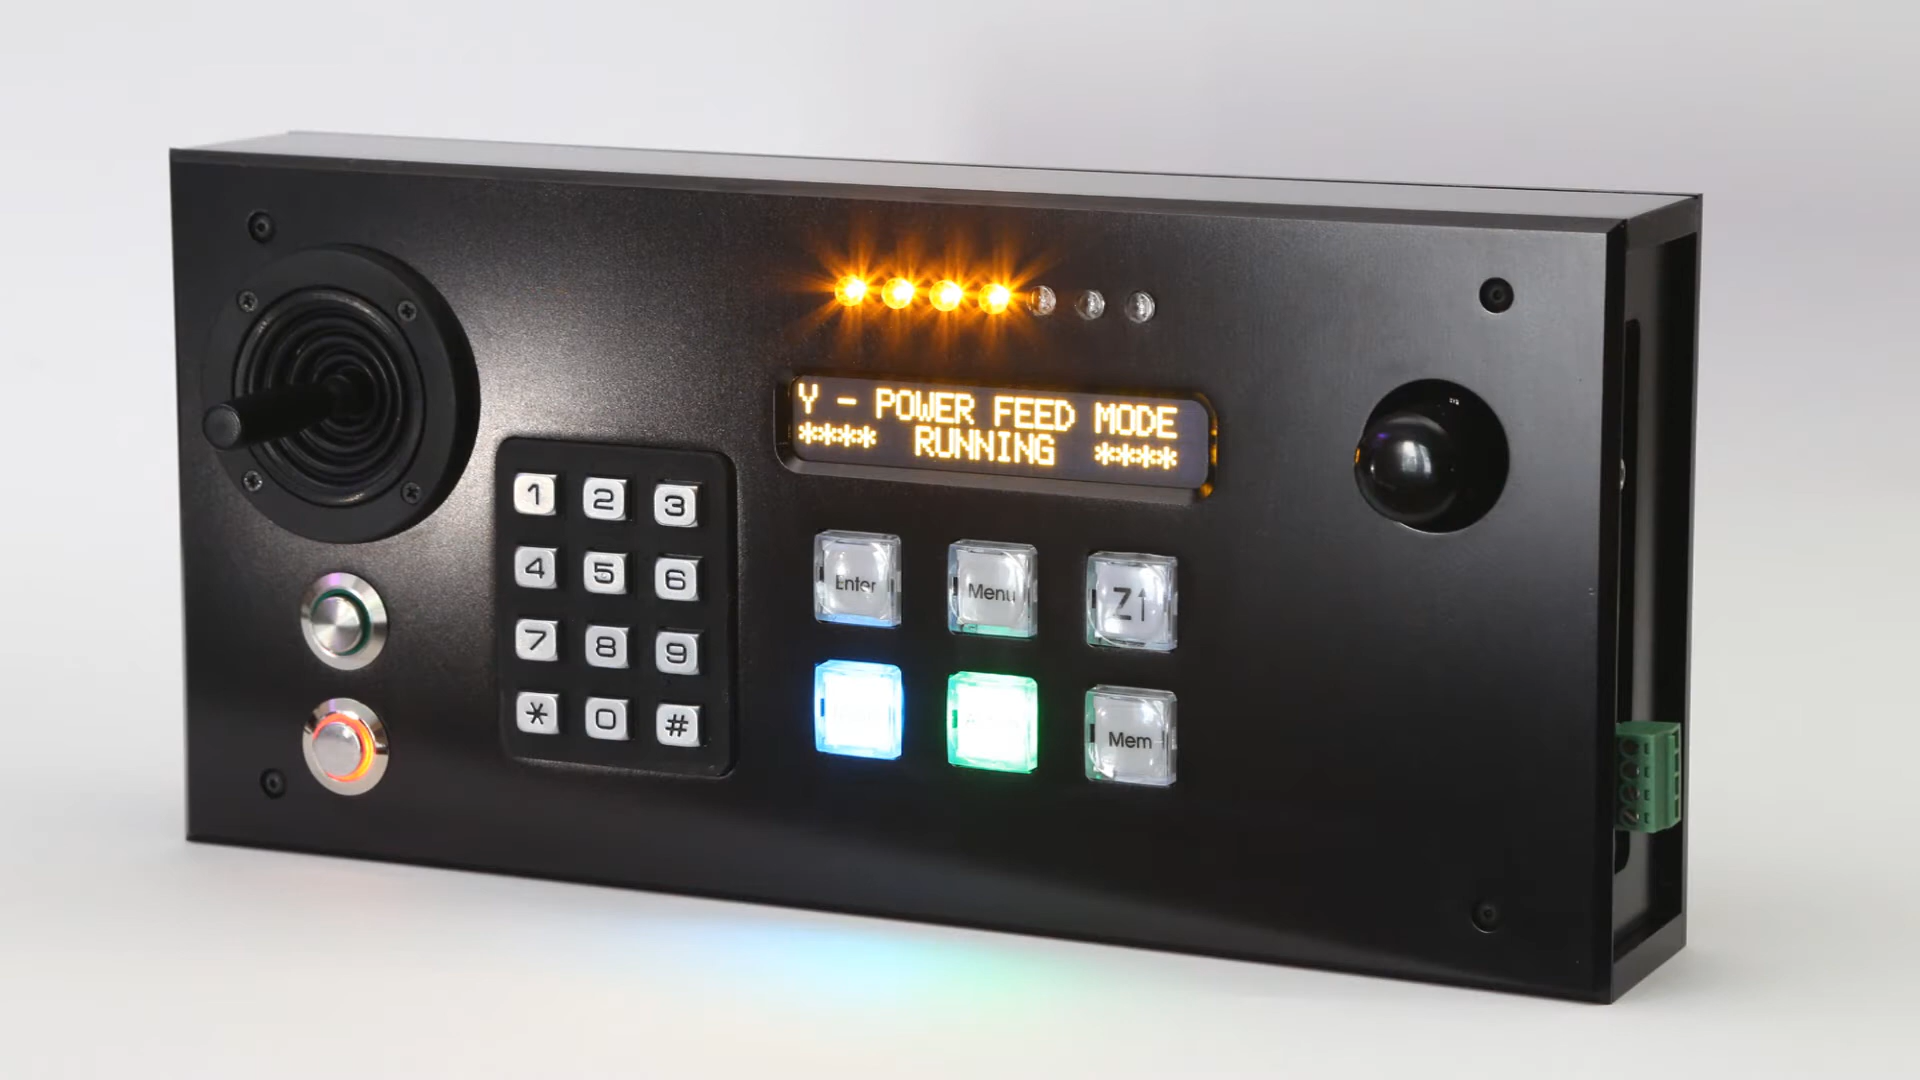 Y - POWER FEED MODE
**** RUNNING ****
1 2 3
4 5 6
7 8 9
* 0 #
Enter Menu Z↑
Mem